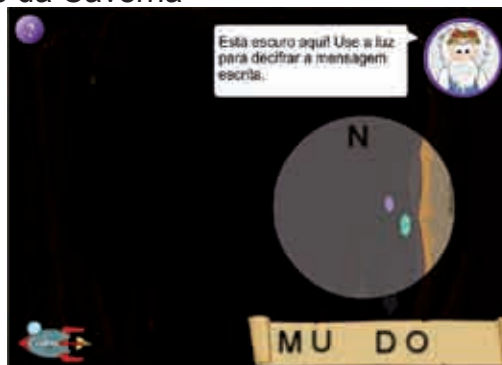 da Caverna
?
Está escuro aqui! Use a luz
para decifrar a mensagem
escrita.
N
MU DO